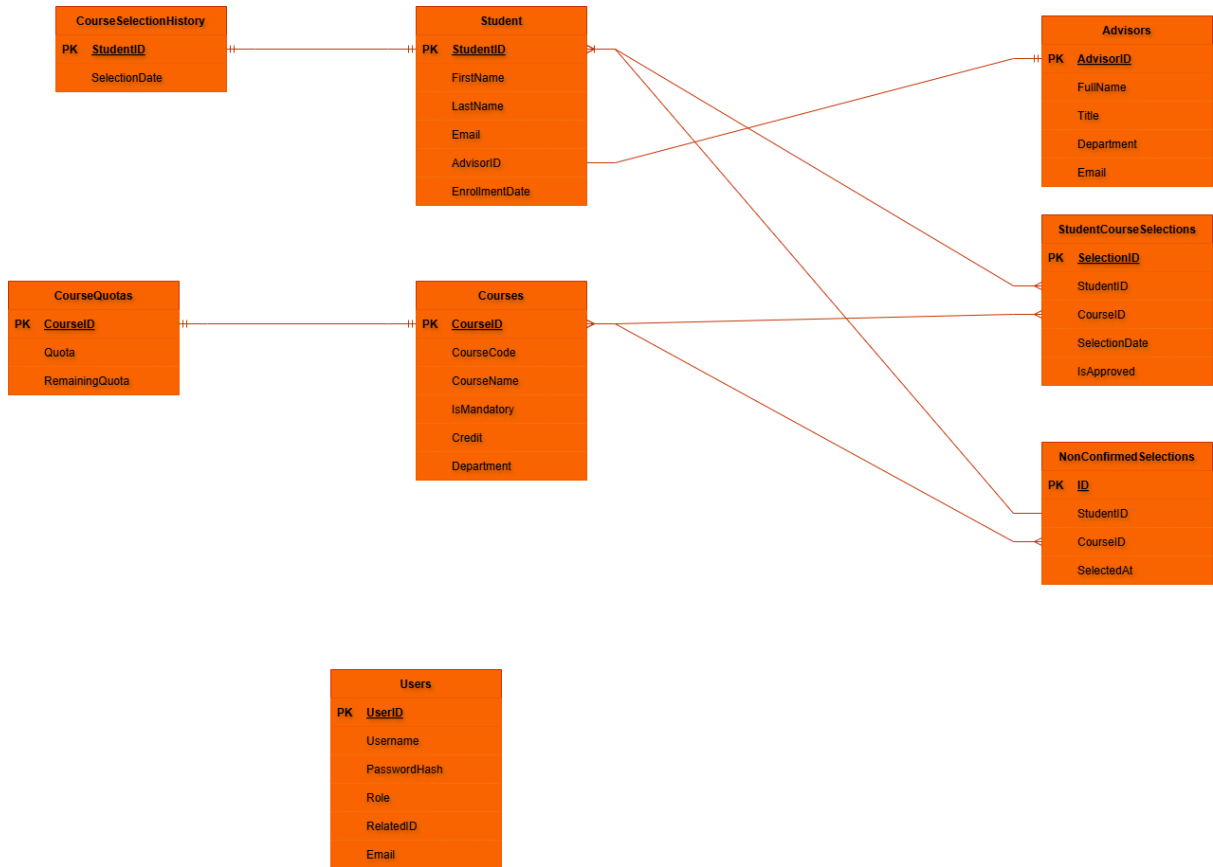 CourseSelectionHistory
PK StudentID
SelectionDate
Student
PK StudentID
FirstName
LastName
Email
AdvisorID
EnrollmentDate
Advisors
PK AdvisorID
FullName
Title
Department
Email
StudentCourseSelections
PK SelectionID
StudentID
CourseID
SelectionDate
IsApproved
CourseQuotas
PK CourseID
Quota
RemainingQuota
Courses
PK CourseID
CourseCode
CourseName
IsMandatory
Credit
Department
NonConfirmedSelections
PK ID
StudentID
CourseID
SelectedAt
Users
PK UserID
Username
PasswordHash
Role
RelatedID
Email